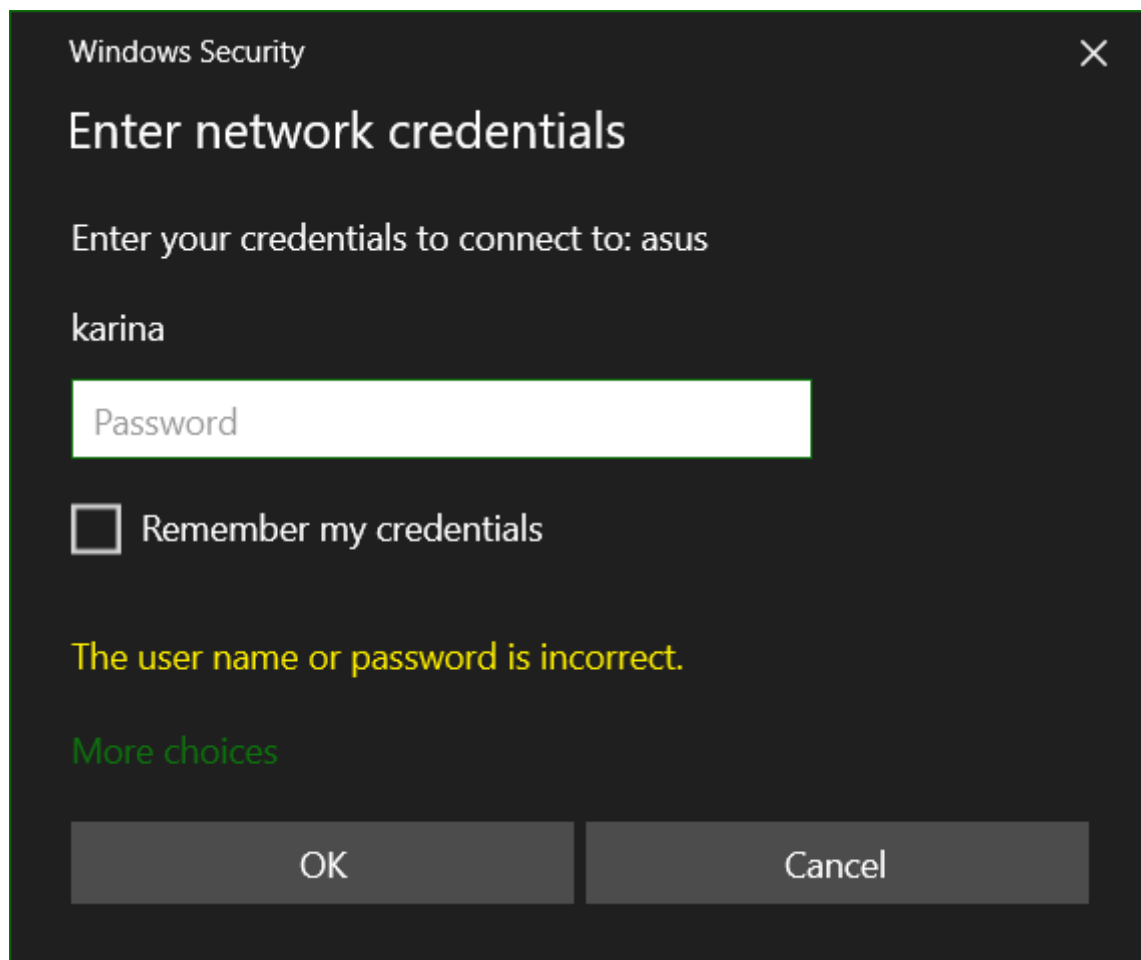 Windows Security
Enter network credentials
Enter your credentials to connect to: asus
karina
Password
Remember my credentials
The user name or password is incorrect.
More choices
OK
Cancel